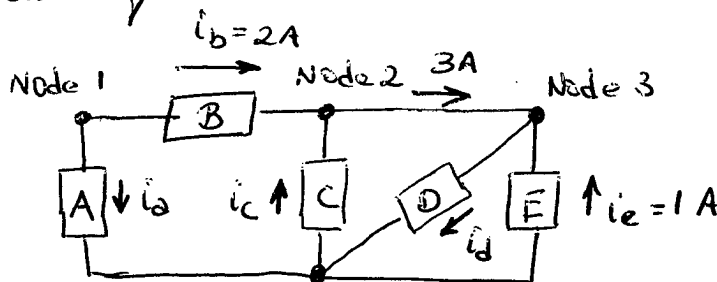 i_b = 2A
Node 1
Node 2
3A
Node 3
B
A
i_a
i_c
C
D
i_d
E
i_e = 1 A